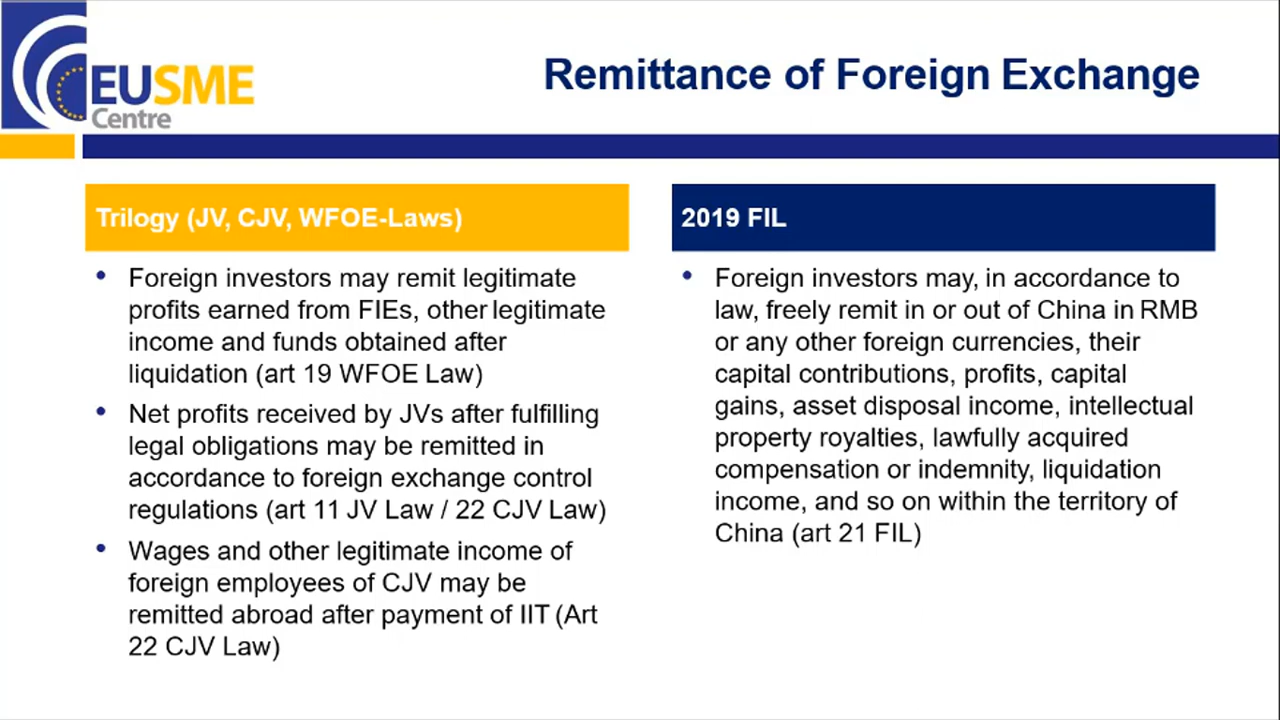 EUSME
Centre
Remittance of Foreign Exchange
Trilogy (JV, CJV, WFOE-Laws)
• Foreign investors may remit legitimate
profits earned from FIEs, other legitimate
income and funds obtained after
liquidation (art 19 WFOE Law)
• Net profits received by JVs after fulfilling
legal obligations may be remitted in
accordance to foreign exchange control
regulations (art 11 JV Law / 22 CJV Law)
• Wages and other legitimate income of
foreign employees of CJV may be
remitted abroad after payment of IIT (Art
22 CJV Law)
2019 FIL
• Foreign investors may, in accordance to
law, freely remit in or out of China in RMB
or any other foreign currencies, their
capital contributions, profits, capital
gains, asset disposal income, intellectual
property royalties, lawfully acquired
compensation or indemnity, liquidation
income, and so on within the territory of
China (art 21 FIL)